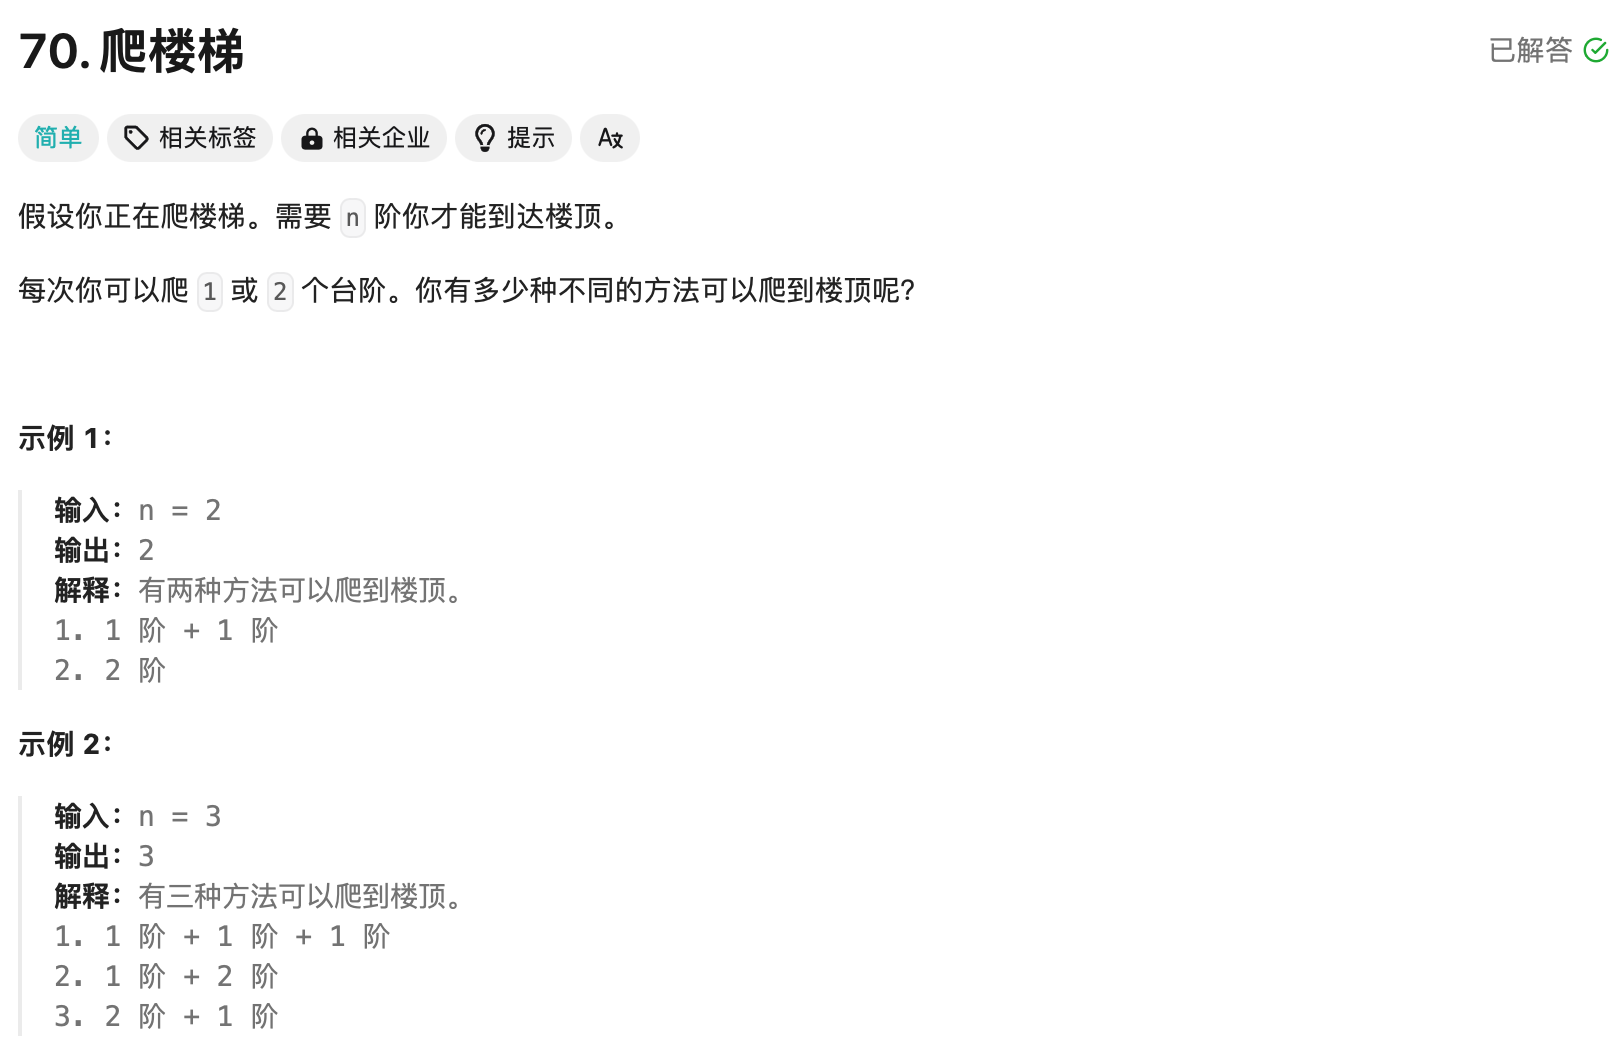 70. 爬楼梯
已解答
简单 相关标签 相关企业 提示 A文
假设你正在爬楼梯。需要 n 阶你才能到达楼顶。
每次你可以爬 1 或 2 个台阶。你有多少种不同的方法可以爬到楼顶呢？
示例 1：
输入：n = 2
输出：2
解释：有两种方法可以爬到楼顶。
1. 1 阶 + 1 阶
2. 2 阶
示例 2：
输入：n = 3
输出：3
解释：有三种方法可以爬到楼顶。
1. 1 阶 + 1 阶 + 1 阶
2. 1 阶 + 2 阶
3. 2 阶 + 1 阶